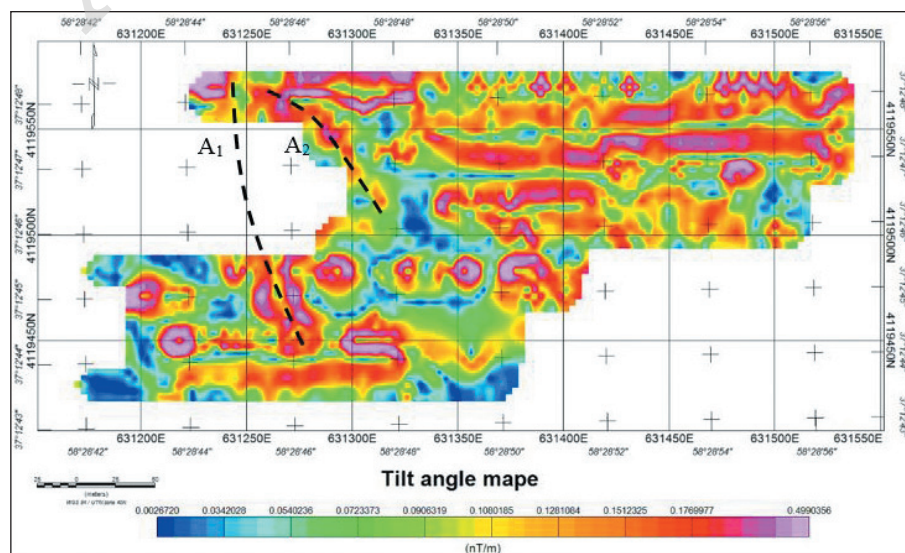 58°28'42" 58°28'44" 58°28'46" 58°28'48" 58°28'50" 58°28'52" 58°28'54" 58°28'56"
631200E 631250E 631300E 631350E 631400E 631450E 631500E 631550E
N
37°12'48"
4119550N 4119550N
37°12'47"
A1 A2
37°12'46"
4119500N 4119500N
37°12'45"
4119450N 4119450N
37°12'44"
37°12'43"
631200E 631250E 631300E 631350E 631400E 631450E 631500E 631550E
58°28'42" 58°28'44" 58°28'46" 58°28'48" 58°28'50" 58°28'52" 58°28'54" 58°28'56"
Tilt angle mape
25 0 25 50
(meters)
0.0026720 0.0342028 0.0540236 0.0723373 0.0906319 0.1080185 0.1281084 0.1512325 0.1769977 0.4990356
(nT/m)